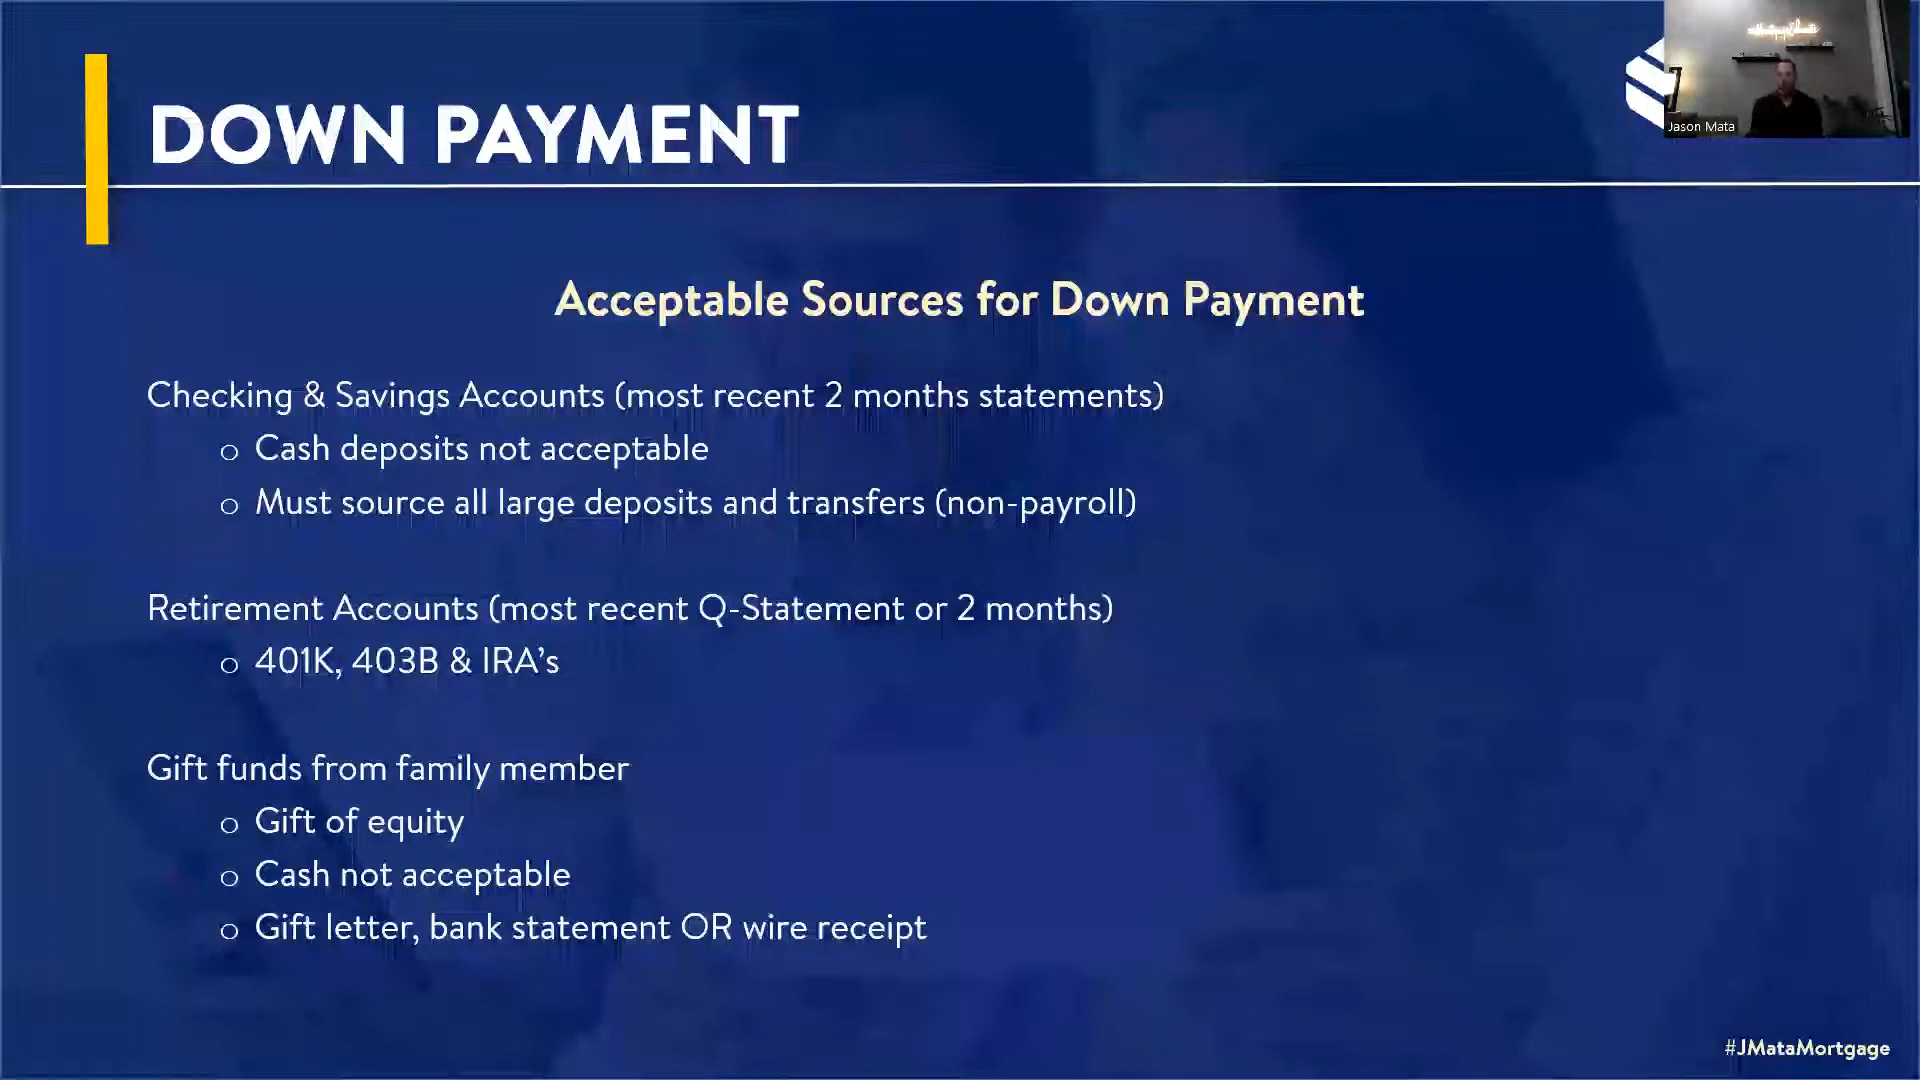 DOWN PAYMENT
Jason Mata
Acceptable Sources for Down Payment
Checking & Savings Accounts (most recent 2 months statements)
o Cash deposits not acceptable
o Must source all large deposits and transfers (non-payroll)
Retirement Accounts (most recent Q-Statement or 2 months)
o 401K, 403B & IRA's
Gift funds from family member
o Gift of equity
o Cash not acceptable
o Gift letter, bank statement OR wire receipt
#JMataMortgage